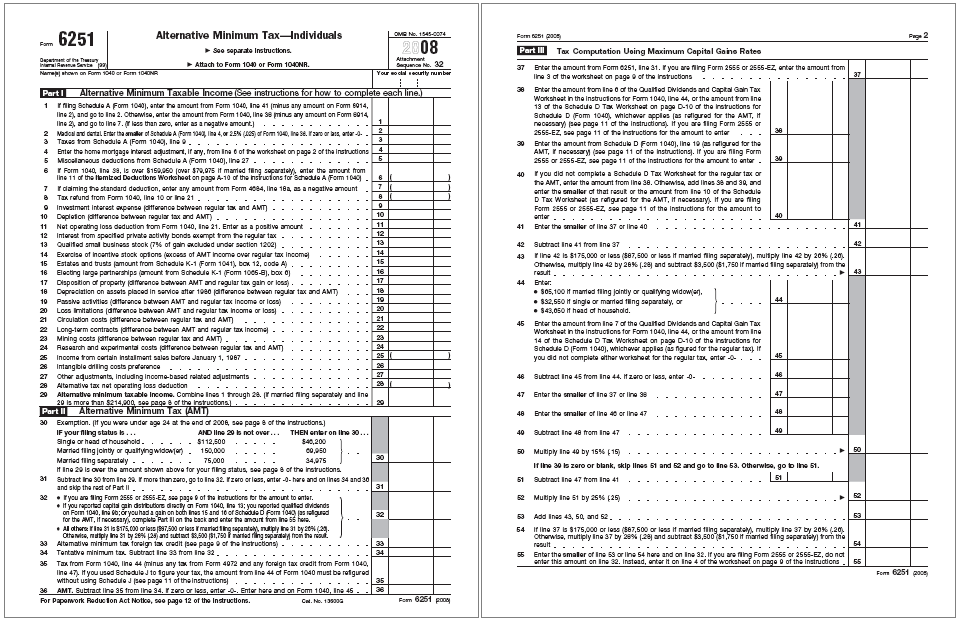 Form 6251
Department of the Treasury
Internal Revenue Service (99)
Alternative Minimum Tax—Individuals
► See separate instructions.
► Attach to Form 1040 or Form 1040NR.
OMB No. 1545-0074
2008
Attachment
Sequence No. 32
Name(s) shown on Form 1040 or Form 1040NR
Your social security number
Part I Alternative Minimum Taxable Income (See instructions for how to complete each line.)
1 If filing Schedule A (Form 1040), enter the amount from Form 1040, line 41 (minus any amount on Form 8914,
line 2), and go to line 2. Otherwise, enter the amount from Form 1040, line 38 (minus any amount on Form 8914,
line 2), and go to line 7. (If less than zero, enter as a negative amount.) 1
2 Medical and dental. Enter the smaller of Schedule A (Form 1040), line 4, or 2.5% (.025) of Form 1040, line 38. If zero or less, enter -0- 2
3 Taxes from Schedule A (Form 1040), line 9 3
4 Enter the home mortgage interest adjustment, if any, from line 6 of the worksheet on page 2 of the instructions 4
5 Miscellaneous deductions from Schedule A (Form 1040), line 27 5
6 If Form 1040, line 38, is over $159,950 (over $79,975 if married filing separately), enter the amount from
line 11 of the Itemized Deductions Worksheet on page A-10 of the instructions for Schedule A (Form 1040) 6 ( )
7 If claiming the standard deduction, enter any amount from Form 4684, line 18a, as a negative amount 7 ( )
8 Tax refund from Form 1040, line 10 or line 21 8 ( )
9 Investment interest expense (difference between regular tax and AMT) 9
10 Depletion (difference between regular tax and AMT) 10
11 Net operating loss deduction from Form 1040, line 21. Enter as a positive amount 11
12 Interest from specified private activity bonds exempt from the regular tax 12
13 Qualified small business stock (7% of gain excluded under section 1202) 13
14 Exercise of incentive stock options (excess of AMT income over regular tax income) 14
15 Estates and trusts (amount from Schedule K-1 (Form 1041), box 12, code A) 15
16 Electing large partnerships (amount from Schedule K-1 (Form 1065-B), box 6) 16
17 Disposition of property (difference between AMT and regular tax gain or loss) 17
18 Depreciation on assets placed in service after 1986 (difference between regular tax and AMT) 18
19 Passive activities (difference between AMT and regular tax income or loss) 19
20 Loss limitations (difference between AMT and regular tax income or loss) 20
21 Circulation costs (difference between regular tax and AMT) 21
22 Long-term contracts (difference between AMT and regular tax income) 22
23 Mining costs (difference between regular tax and AMT) 23
24 Research and experimental costs (difference between regular tax and AMT) 24
25 Income from certain installment sales before January 1, 1987 25 ( )
26 Intangible drilling costs preference 26
27 Other adjustments, including income-based related adjustments 27
28 Alternative tax net operating loss deduction 28 ( )
29 Alternative minimum taxable income. Combine lines 1 through 28. (If married filing separately and line
29 is more than $214,900, see page 8 of the instructions.) 29
Part II Alternative Minimum Tax (AMT)
30 Exemption. (If you were under age 24 at the end of 2008, see page 8 of the instructions.)
IF your filing status is . . . AND line 29 is not over . . . THEN enter on line 30 . . .
Single or head of household $112,500 $46,200
Married filing jointly or qualifying widow(er) 150,000 69,950
Married filing separately 75,000 34,975 30
If line 29 is over the amount shown above for your filing status, see page 8 of the instructions.
31 Subtract line 30 from line 29. If more than zero, go to line 32. If zero or less, enter -0- here and on lines 34 and 36
and skip the rest of Part II 31
32 • If you are filing Form 2555 or 2555-EZ, see page 9 of the instructions for the amount to enter.
• If you reported capital gain distributions directly on Form 1040, line 13; you reported qualified dividends
on Form 1040, line 9b; or you had a gain on both lines 15 and 16 of Schedule D (Form 1040) (as refigured
for the AMT, if necessary), complete Part III on the back and enter the amount from line 55 here. 32
• All others: If line 31 is $175,000 or less ($87,500 or less if married filing separately), multiply line 31 by 26% (.26).
Otherwise, multiply line 31 by 28% (.28) and subtract $3,500 ($1,750 if married filing separately) from the result.
33 Alternative minimum tax foreign tax credit (see page 9 of the instructions) 33
34 Tentative minimum tax. Subtract line 33 from line 32 34
35 Tax from Form 1040, line 44 (minus any tax from Form 4972 and any foreign tax credit from Form 1040,
line 47). If you used Schedule J to figure your tax, the amount from line 44 of Form 1040 must be refigured
without using Schedule J (see page 11 of the instructions) 35
36 AMT. Subtract line 35 from line 34. If zero or less, enter -0-. Enter here and on Form 1040, line 45 36
For Paperwork Reduction Act Notice, see page 12 of the instructions. Cat. No. 13600G Form 6251 (2008)
Form 6251 (2008) Page 2
Part III Tax Computation Using Maximum Capital Gains Rates
37 Enter the amount from Form 6251, line 31. If you are filing Form 2555 or 2555-EZ, enter the amount from
line 3 of the worksheet on page 9 of the instructions 37
38 Enter the amount from line 6 of the Qualified Dividends and Capital Gain Tax
Worksheet in the instructions for Form 1040, line 44, or the amount from line
13 of the Schedule D Tax Worksheet on page D-10 of the instructions for
Schedule D (Form 1040), whichever applies (as refigured for the AMT, if
necessary) (see page 11 of the instructions). If you are filing Form 2555 or
2555-EZ, see page 11 of the instructions for the amount to enter 38
39 Enter the amount from Schedule D (Form 1040), line 19 (as refigured for the
AMT, if necessary) (see page 11 of the instructions). If you are filing Form
2555 or 2555-EZ, see page 11 of the instructions for the amount to enter 39
40 If you did not complete a Schedule D Tax Worksheet for the regular tax or
the AMT, enter the amount from line 38. Otherwise, add lines 38 and 39, and
enter the smaller of that result or the amount from line 10 of the Schedule
D Tax Worksheet (as refigured for the AMT, if necessary). If you are filing
Form 2555 or 2555-EZ, see page 11 of the instructions for the amount to
enter 40
41 Enter the smaller of line 37 or line 40 41
42 Subtract line 41 from line 37 42
43 If line 42 is $175,000 or less ($87,500 or less if married filing separately), multiply line 42 by 26% (.26).
Otherwise, multiply line 42 by 28% (.28) and subtract $3,500 ($1,750 if married filing separately) from the
result ► 43
44 Enter:
• $65,100 if married filing jointly or qualifying widow(er),
• $32,550 if single or married filing separately, or 44
• $43,650 if head of household.
45 Enter the amount from line 7 of the Qualified Dividends and Capital Gain Tax
Worksheet in the instructions for Form 1040, line 44, or the amount from line
14 of the Schedule D Tax Worksheet on page D-10 of the instructions for
Schedule D (Form 1040), whichever applies (as figured for the regular tax). If
you did not complete either worksheet for the regular tax, enter -0- 45
46 Subtract line 45 from line 44. If zero or less, enter -0- 46
47 Enter the smaller of line 37 or line 38 47
48 Enter the smaller of line 46 or line 47 48
49 Subtract line 48 from line 47 49
50 Multiply line 49 by 15% (.15) ► 50
If line 39 is zero or blank, skip lines 51 and 52 and go to line 53. Otherwise, go to line 51.
51 Subtract line 47 from line 41 51
52 Multiply line 51 by 25% (.25) ► 52
53 Add lines 43, 50, and 52 53
54 If line 37 is $175,000 or less ($87,500 or less if married filing separately), multiply line 37 by 26% (.26).
Otherwise, multiply line 37 by 28% (.28) and subtract $3,500 ($1,750 if married filing separately) from the
result 54
55 Enter the smaller of line 53 or line 54 here and on line 32. If you are filing Form 2555 or 2555-EZ, do not
enter this amount on line 32. Instead, enter it on line 4 of the worksheet on page 9 of the instructions 55
Form 6251 (2008)